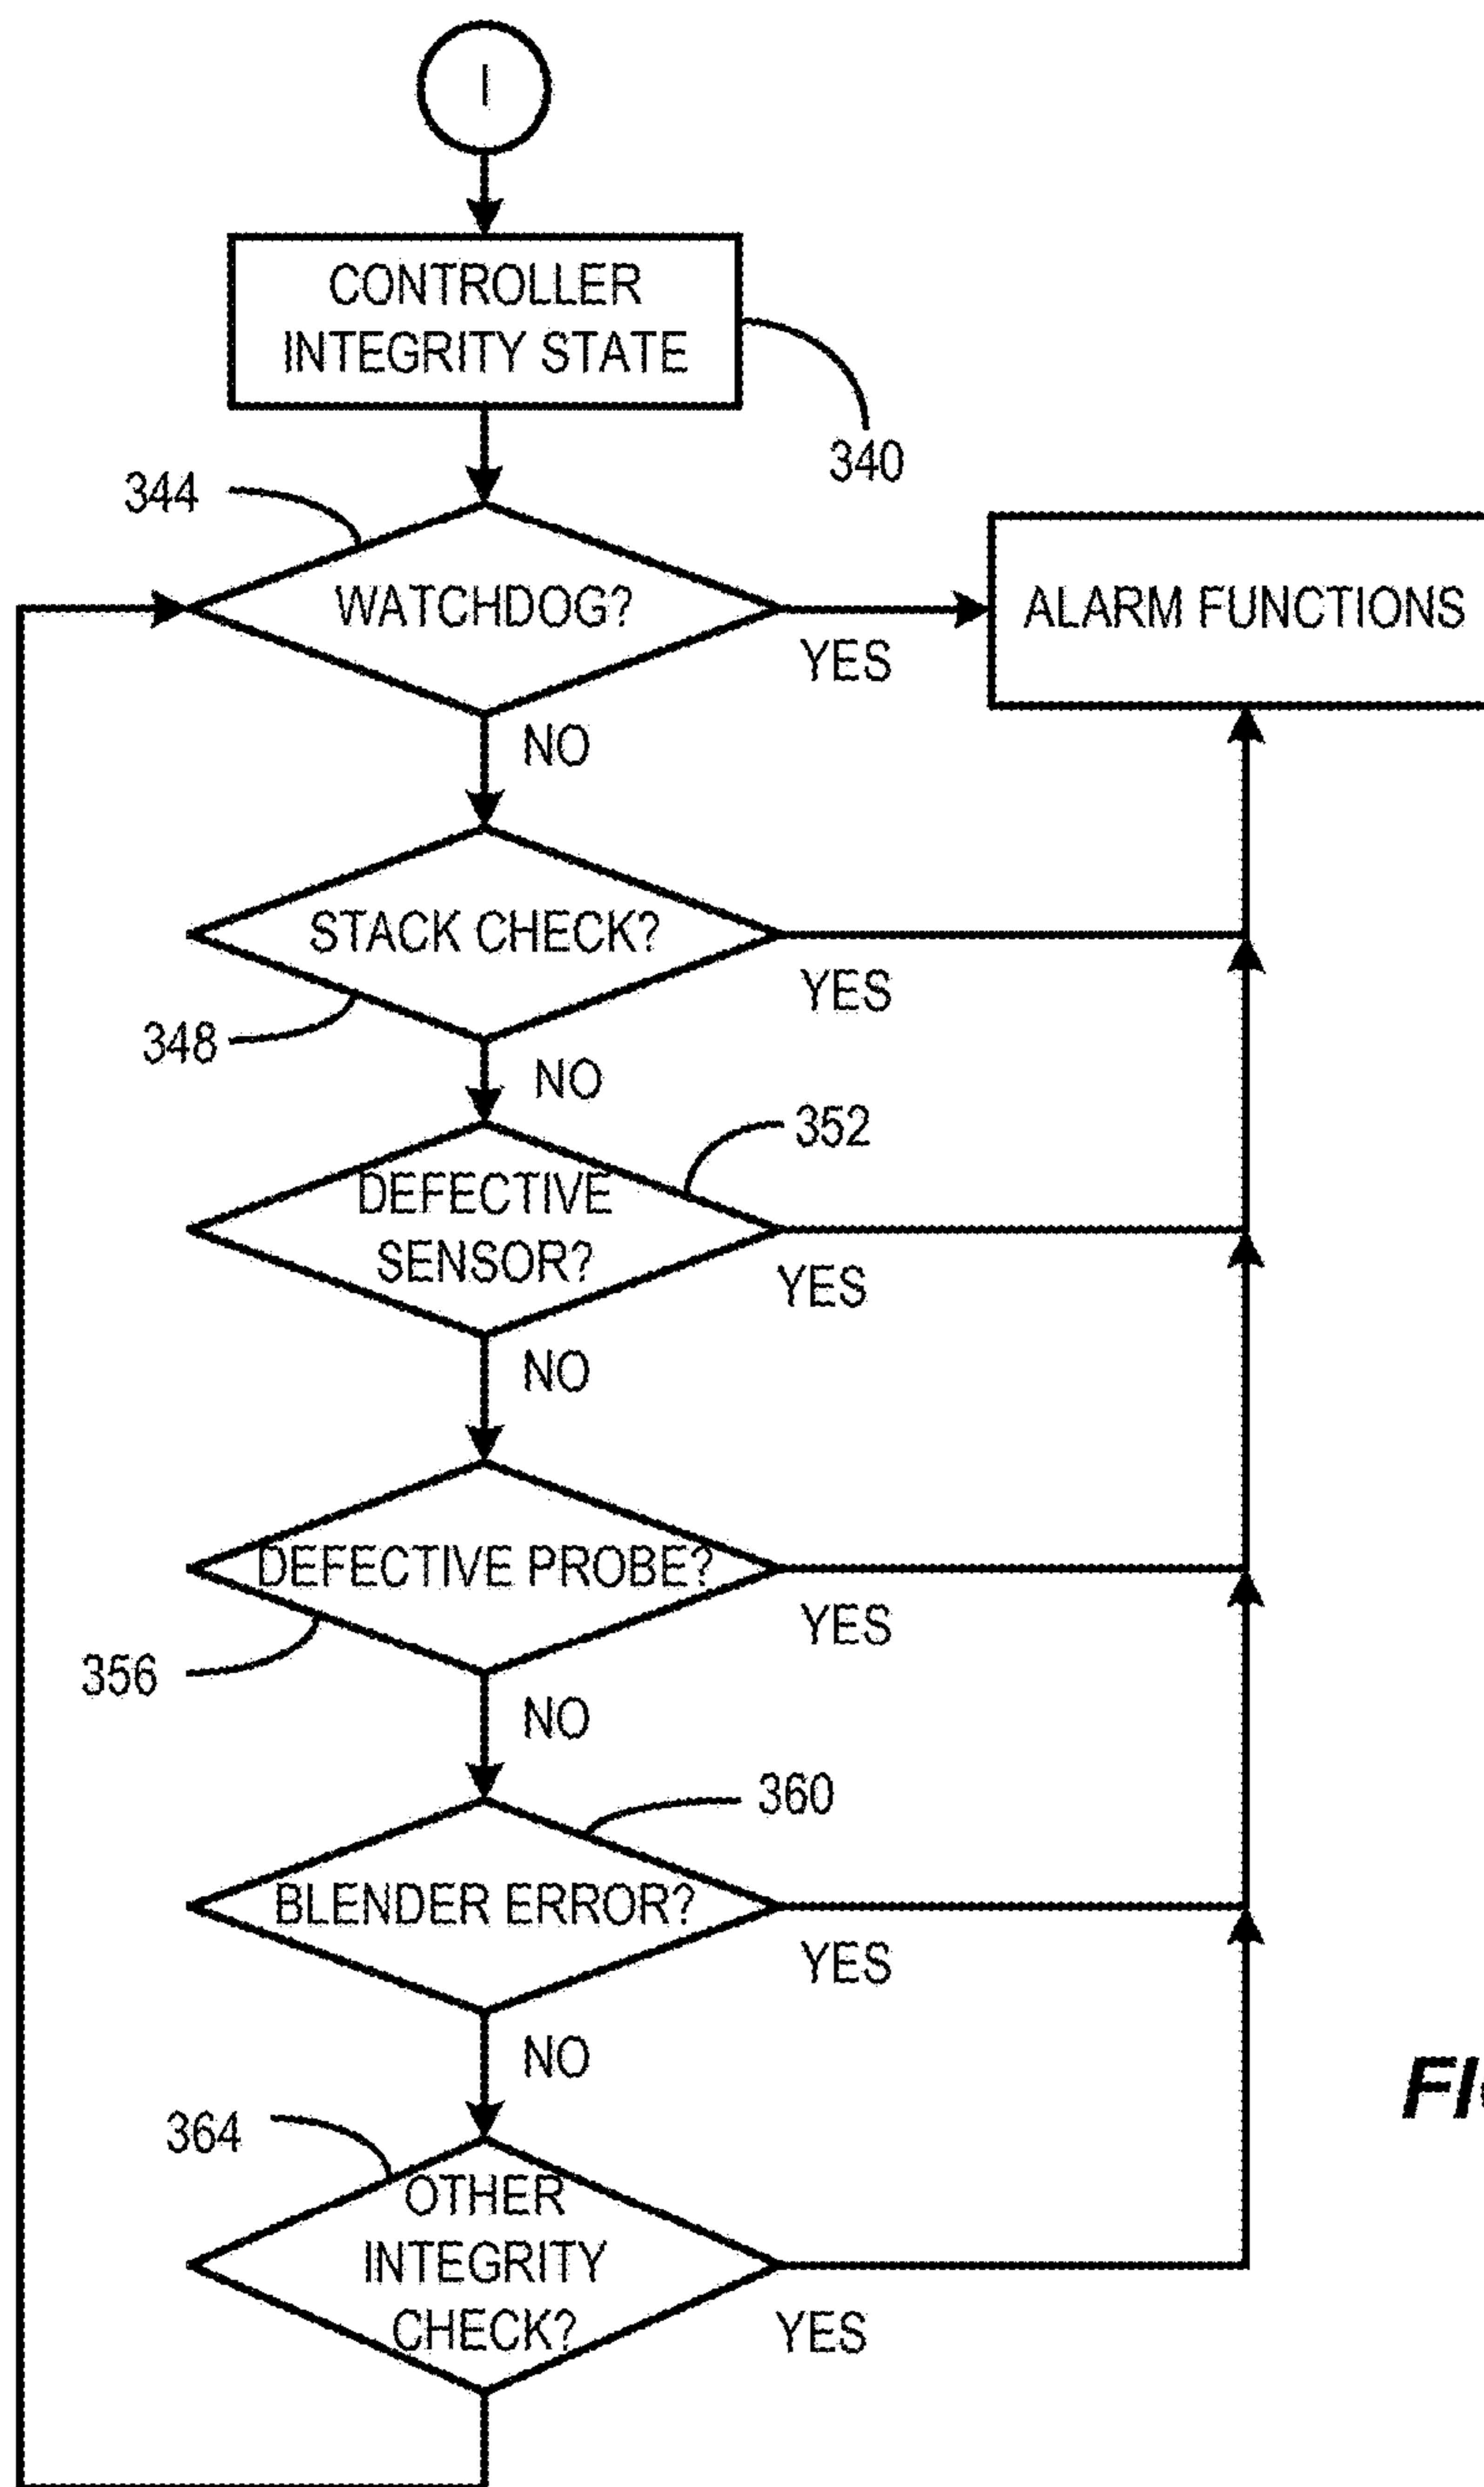 I
CONTROLLER
INTEGRITY STATE
340
344
WATCHDOG?
YES
ALARM FUNCTIONS
NO
STACK CHECK?
YES
348
NO
352
DEFECTIVE
SENSOR?
YES
NO
DEFECTIVE PROBE?
YES
356
NO
360
BLENDER ERROR?
YES
NO
364
OTHER
INTEGRITY
CHECK?
YES